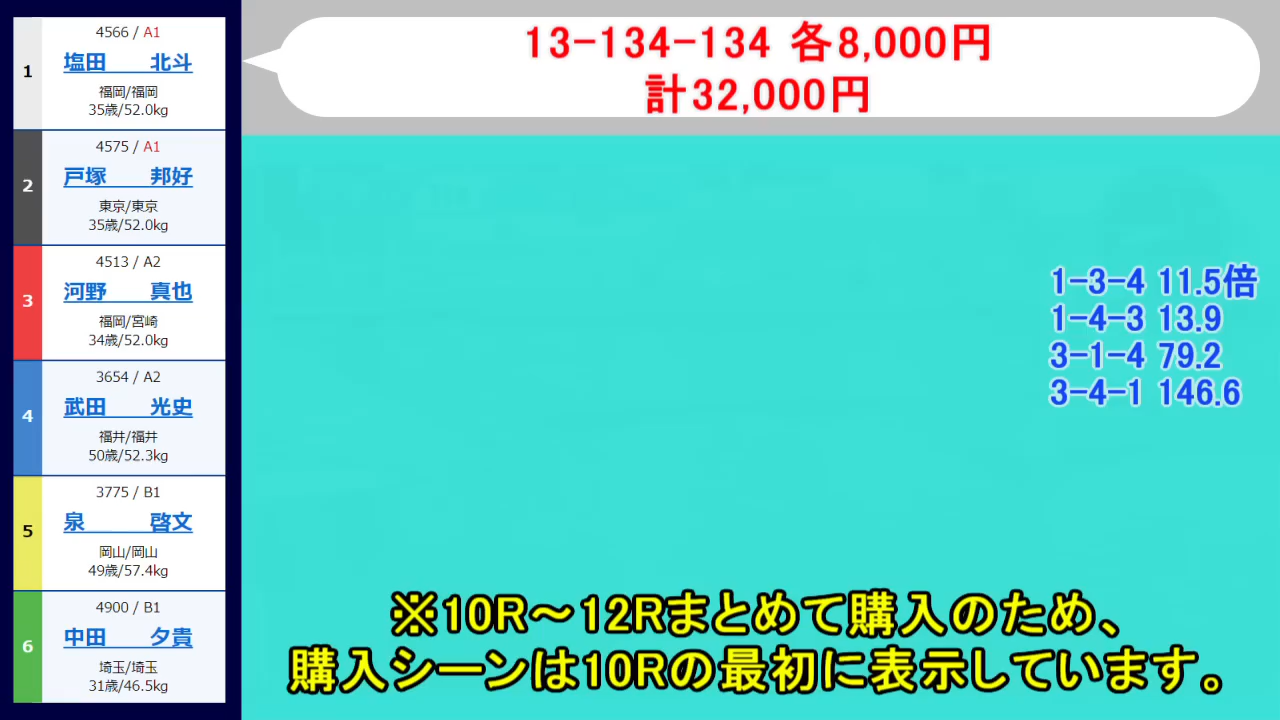 1
4566 / A1
塩田 北斗
福岡/福岡
35歳/52.0kg
2
4575 / A1
戸塚 邦好
東京/東京
35歳/52.0kg
3
4513 / A2
河野 真也
福岡/宮崎
34歳/52.0kg
4
3654 / A2
武田 光史
福井/福井
50歳/52.3kg
5
3775 / B1
泉 啓文
岡山/岡山
49歳/57.4kg
6
4900 / B1
中田 夕貴
埼玉/埼玉
31歳/46.5kg
13-134-134 各8,000円
計32,000円
1-3-4 11.5倍
1-4-3 13.9
3-1-4 79.2
3-4-1 146.6
※10R～12Rまとめて購入のため、
購入シーンは10Rの最初に表示しています。